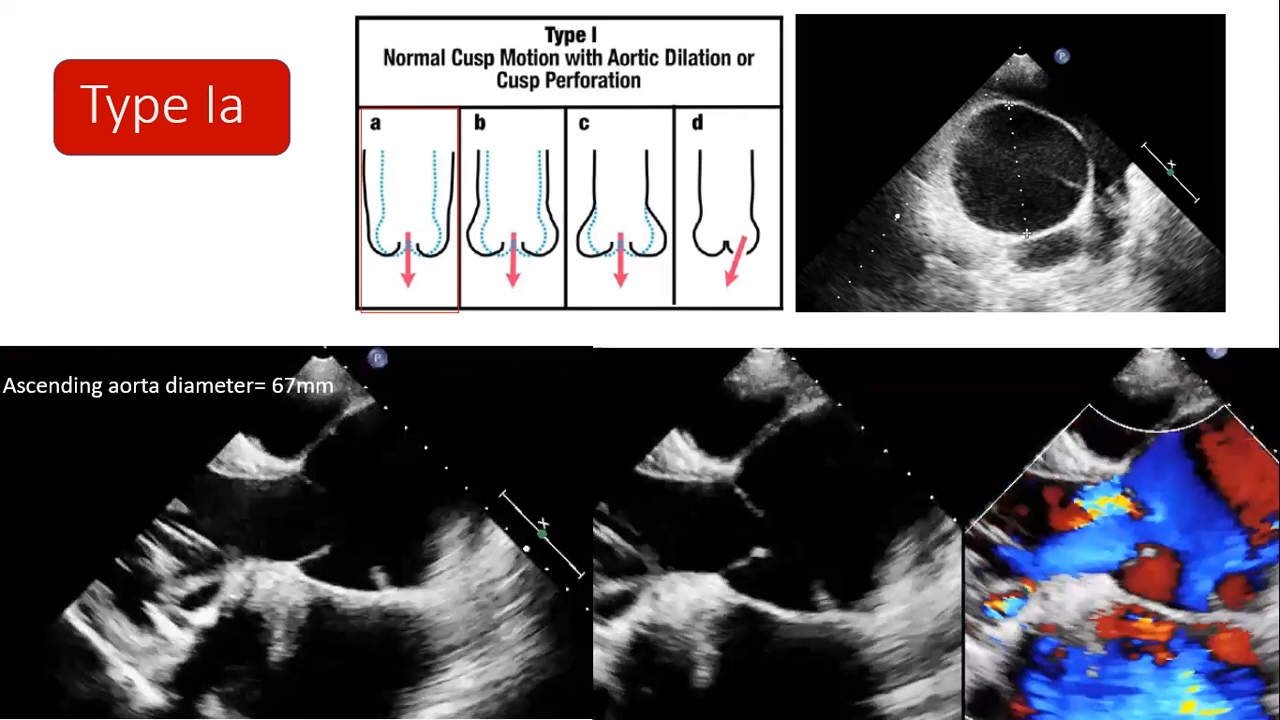 Type Ia
Type I
Normal Cusp Motion with Aortic Dilation or
Cusp Perforation
a
b
c
d
P
x
Ascending aorta diameter= 67mm
P
x
P